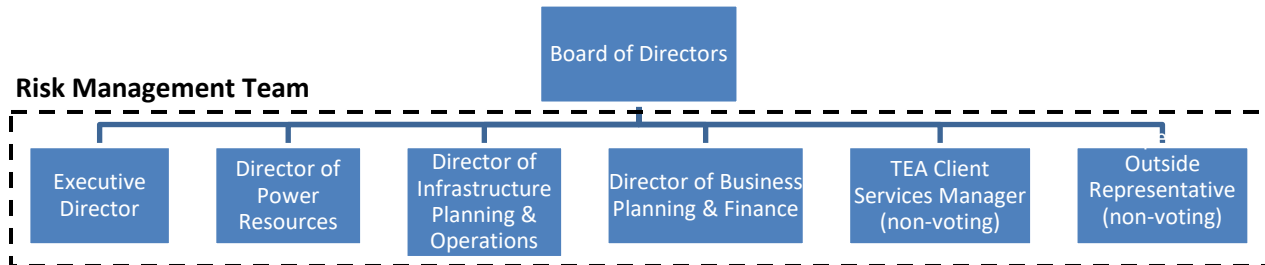 Board of Directors
Risk Management Team
Executive
Director
Director of
Power
Resources
Director of
Infrastructure
Planning &
Operations
Director of Business
Planning & Finance
TEA Client
Services Manager
(non-voting)
Outside
Representative
(non-voting)